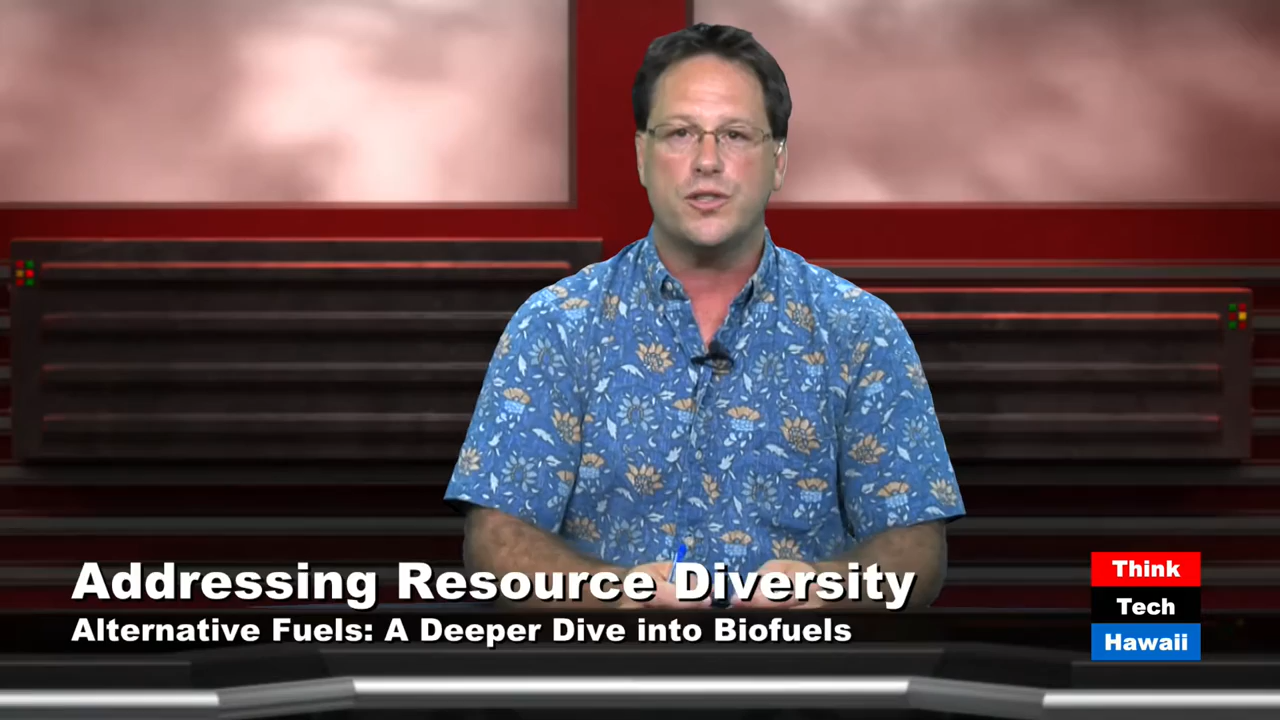 Addressing Resource Diversity
Alternative Fuels: A Deeper Dive into Biofuels
Think
Tech
Hawaii